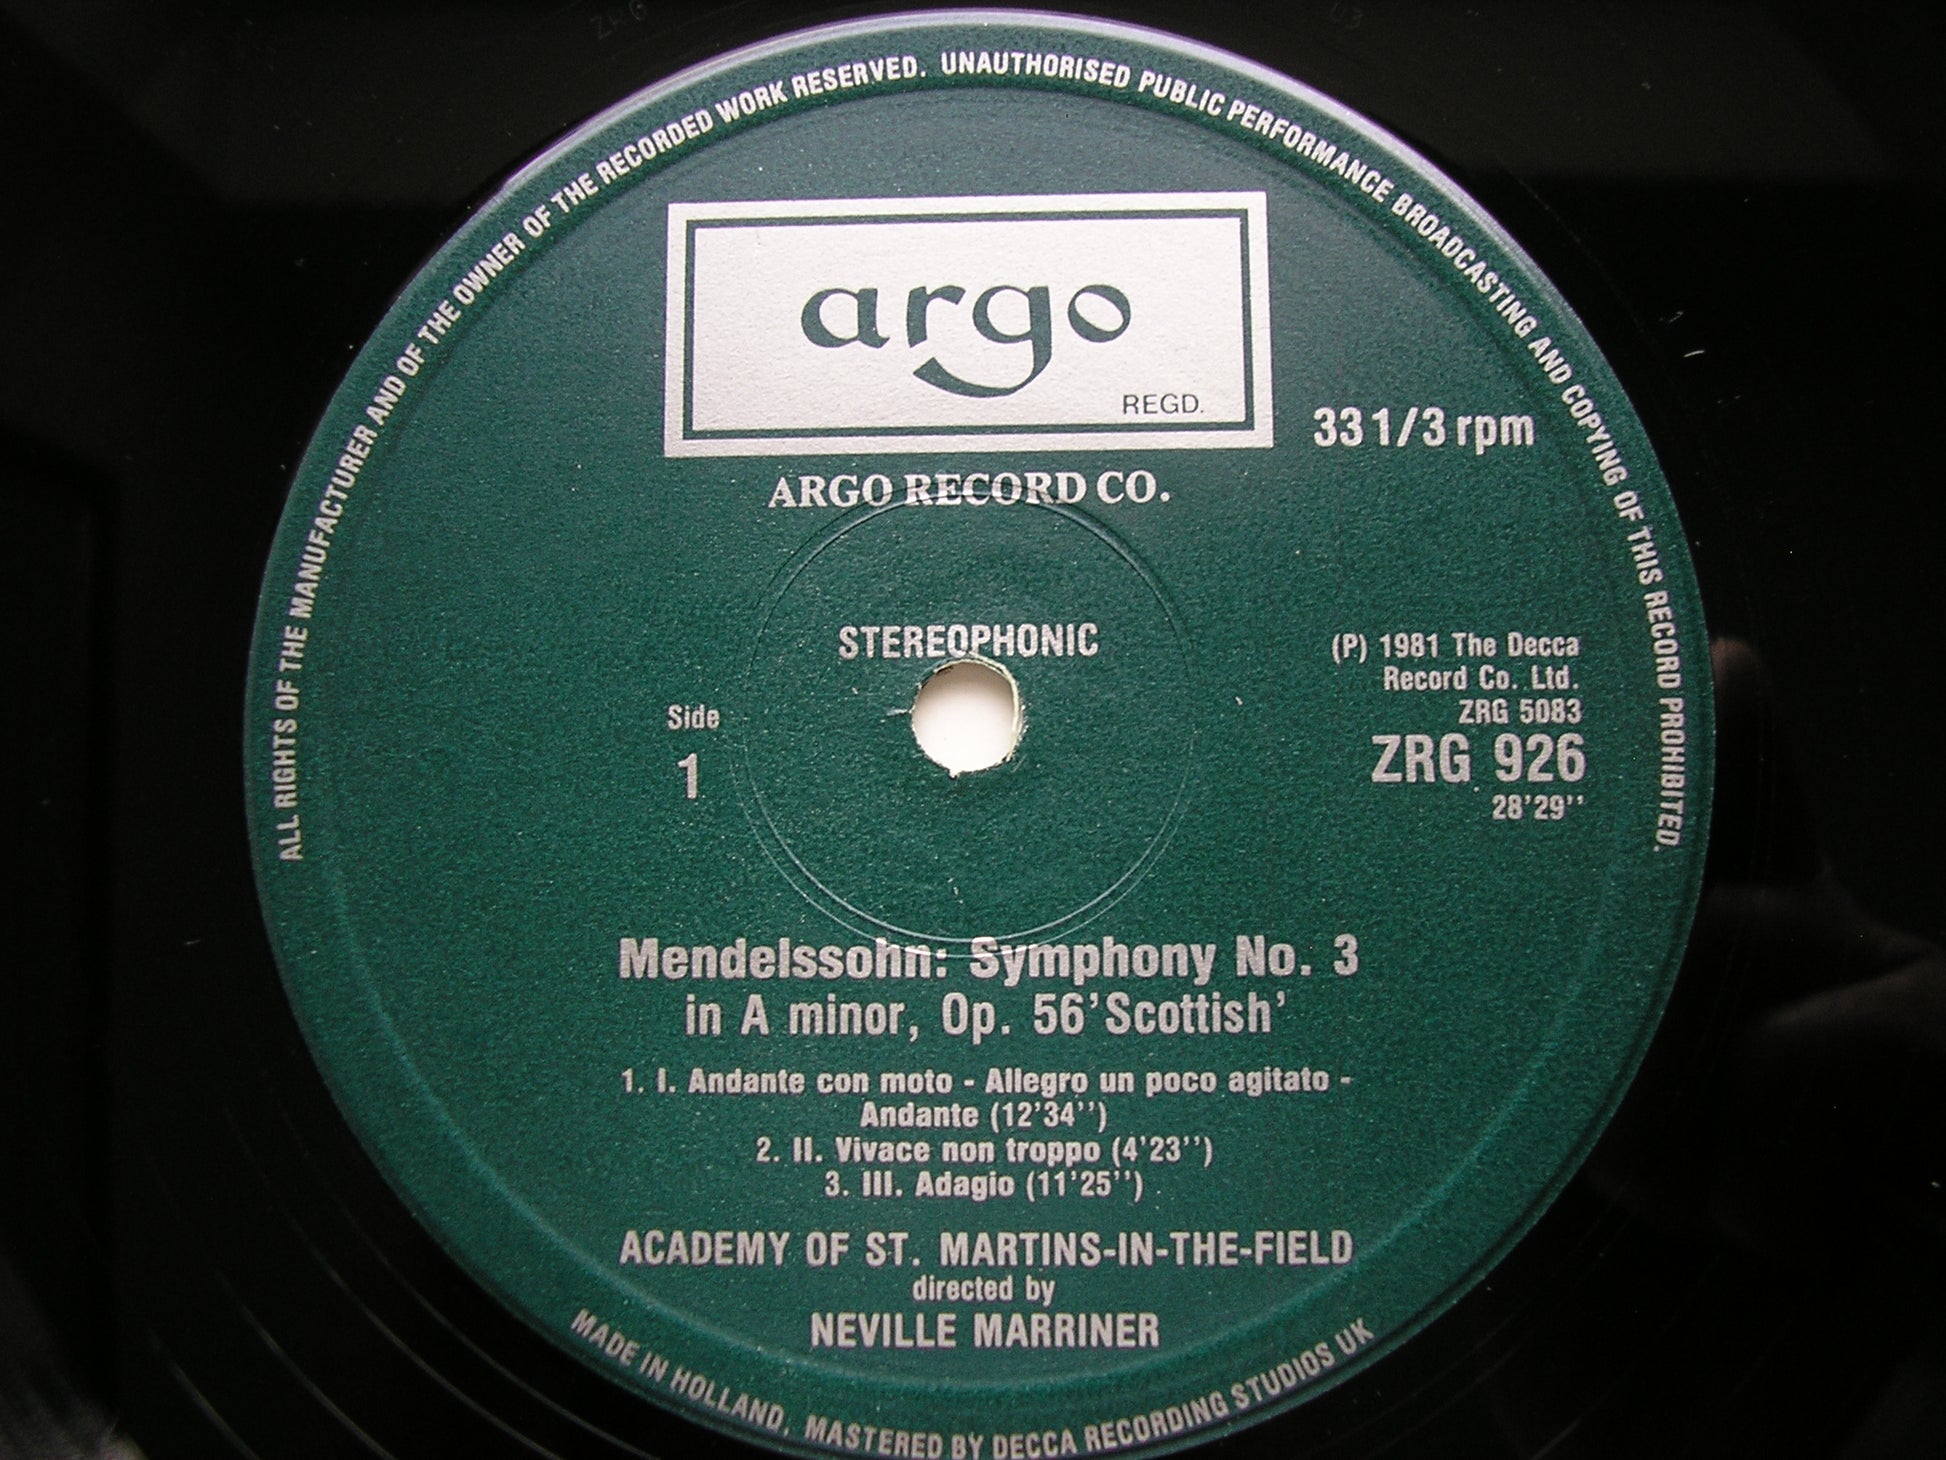 ALL RIGHTS OF THE MANUFACTURER AND OF THE OWNER OF THE RECORDED WORK RESERVED. UNAUTHORISED PUBLIC PERFORMANCE BROADCASTING AND COPYING OF THIS RECORD PROHIBITED.
argo
REGD.
33 1/3 rpm
ARGO RECORD CO.
STEREOPHONIC
(P) 1981 The Decca
Record Co. Ltd.
ZRG 5083
Side
1
ZRG 926
28'29''
Mendelssohn: Symphony No. 3
in A minor, Op. 56'Scottish'
1. I. Andante con moto - Allegro un poco agitato -
Andante (12'34'')
2. II. Vivace non troppo (4'23'')
3. III. Adagio (11'25'')
ACADEMY OF ST. MARTINS-IN-THE-FIELD
directed by
NEVILLE MARRINER
MADE IN HOLLAND, MASTERED BY DECCA RECORDING STUDIOS UK